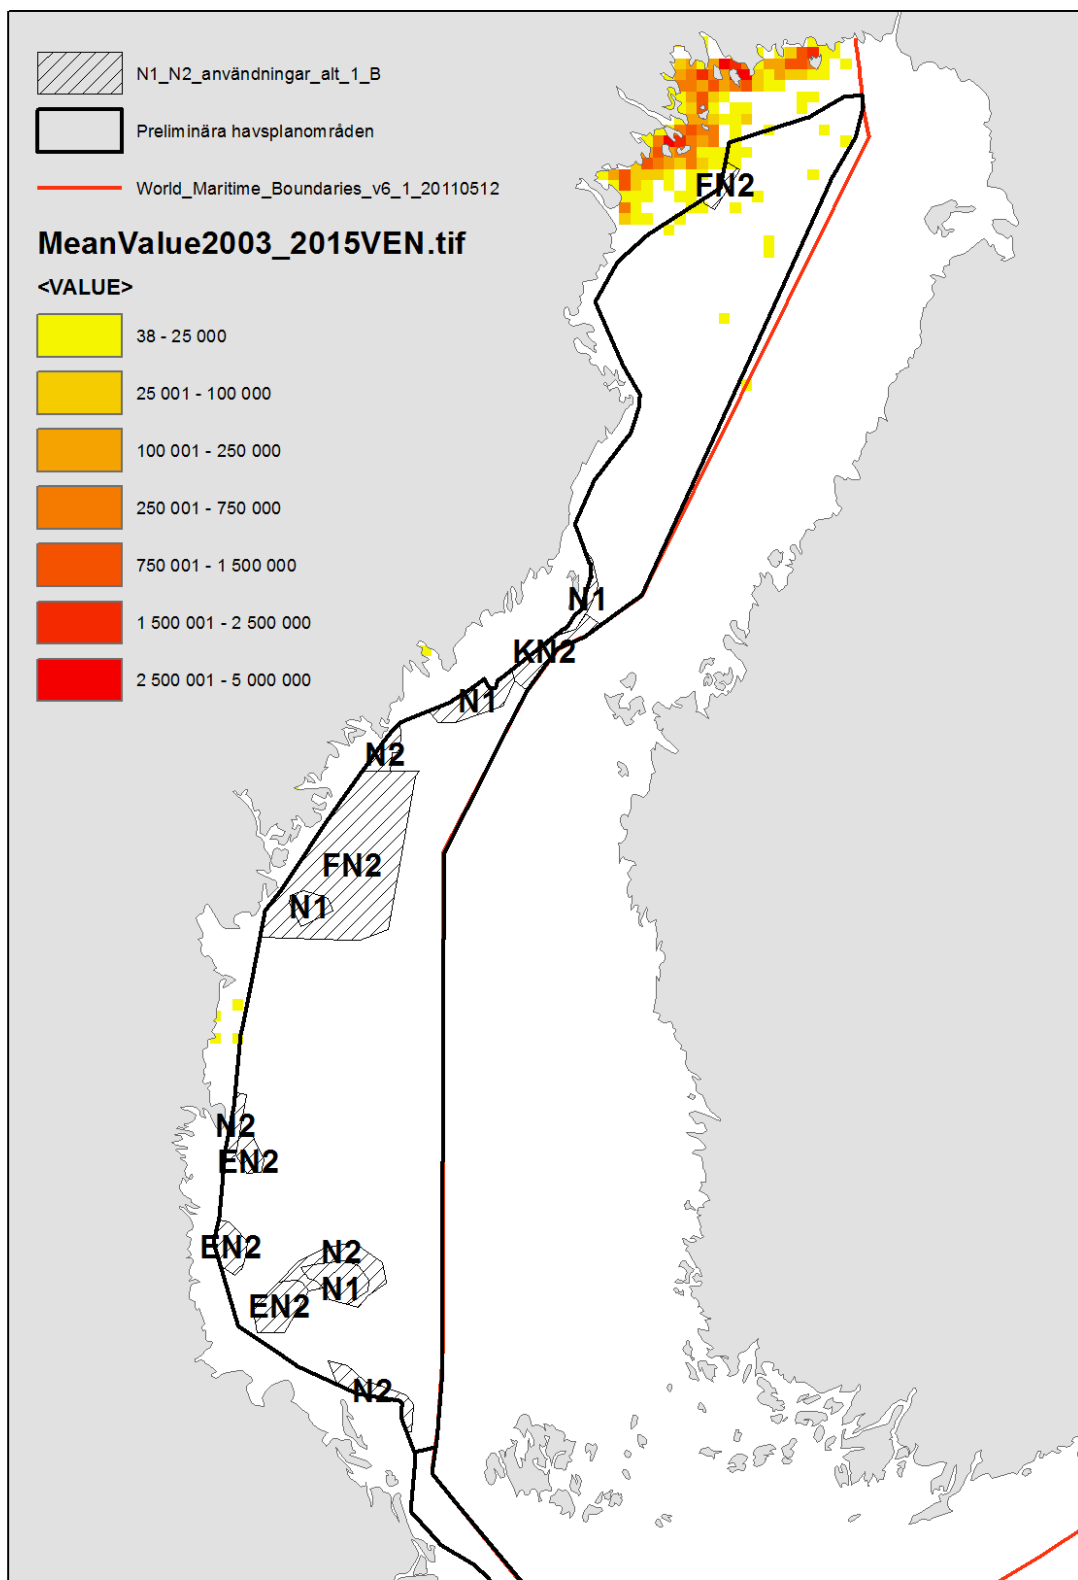 N1_N2_användningar_alt_1_B
Preliminära havsplanområden
World_Maritime_Boundaries_v6_1_20110512
MeanValue2003_2015VEN.tif
<VALUE>
38 - 25 000
25 001 - 100 000
100 001 - 250 000
250 001 - 750 000
750 001 - 1 500 000
1 500 001 - 2 500 000
2 500 001 - 5 000 000
FN2
N1
KN2
N1
N2
FN2
N1
N2
EN2
EN2
N2
N1
EN2
N2